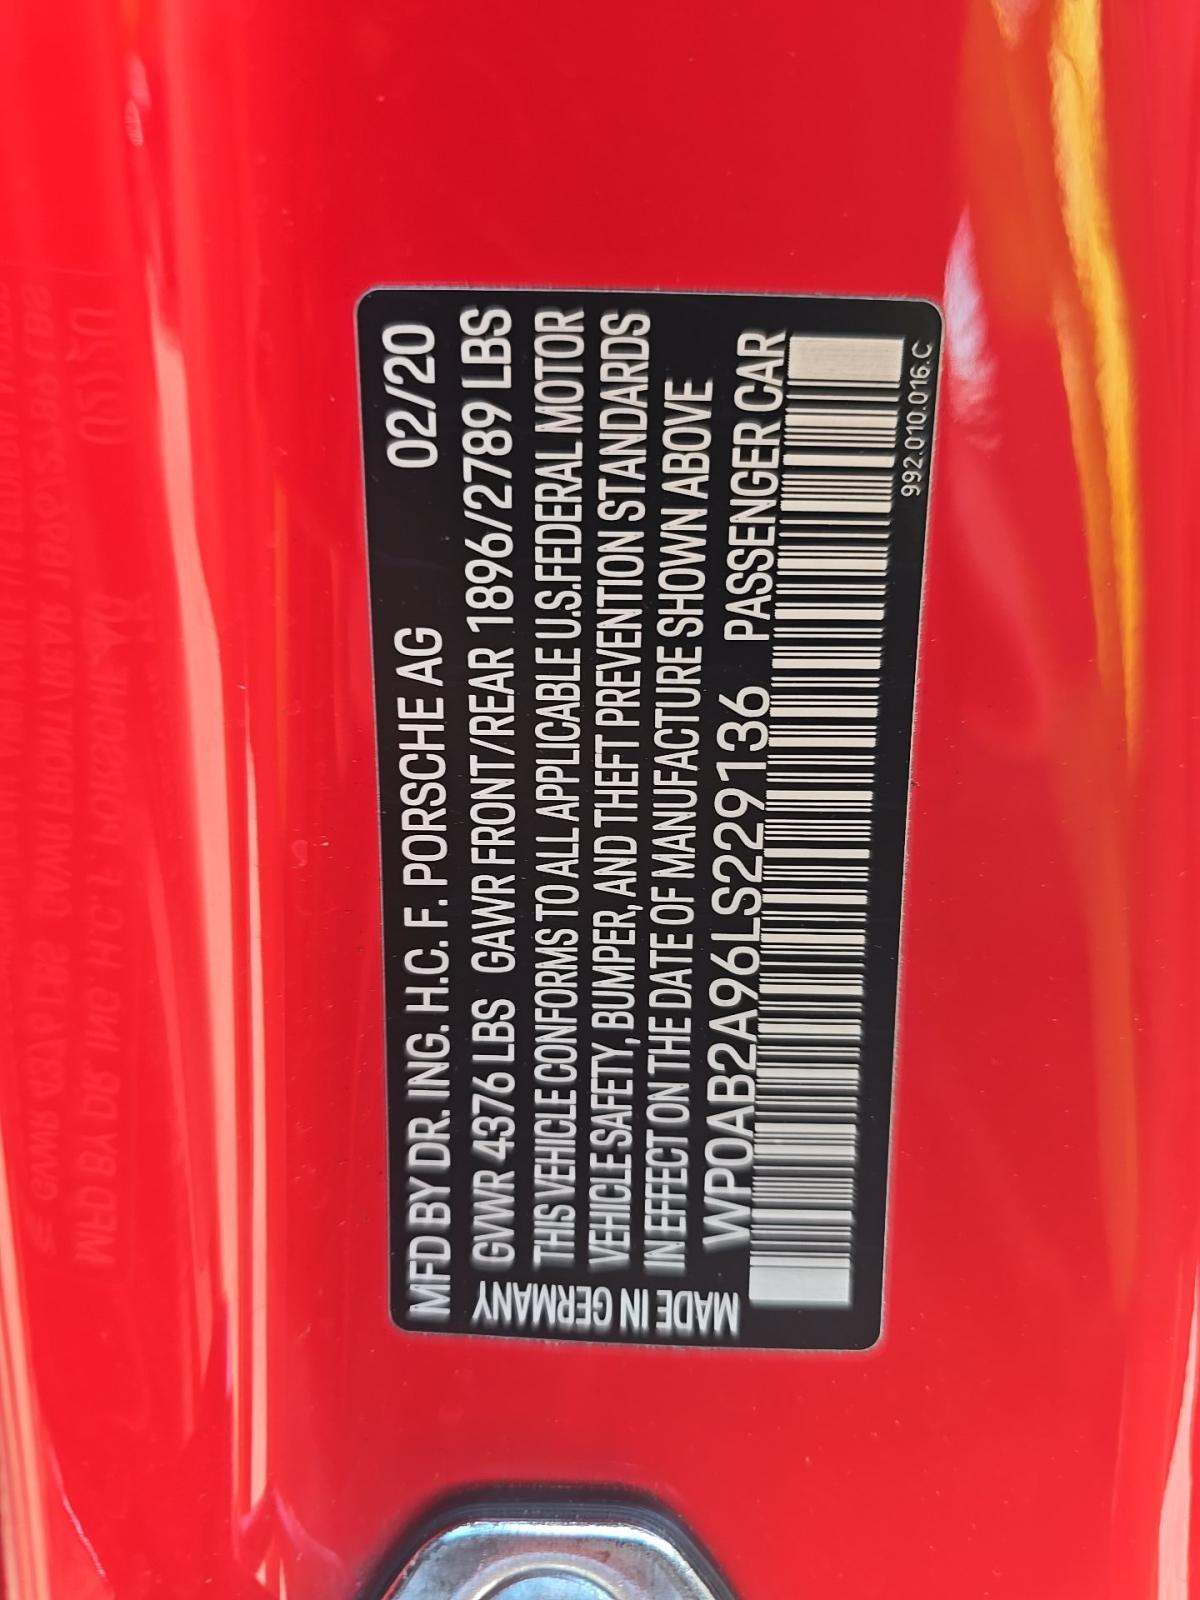 MFD BY DR. ING. H.C. F. PORSCHE AG 02/20
GVWR 4376 LBS GAWR FRONT/REAR 1896/2789 LBS
THIS VEHICLE CONFORMS TO ALL APPLICABLE U.S. FEDERAL MOTOR
VEHICLE SAFETY, BUMPER, AND THEFT PREVENTION STANDARDS
IN EFFECT ON THE DATE OF MANUFACTURE SHOWN ABOVE
WP0AB2A96LS229136 PASSENGER CAR
992.010.016.C
MADE IN GERMANY